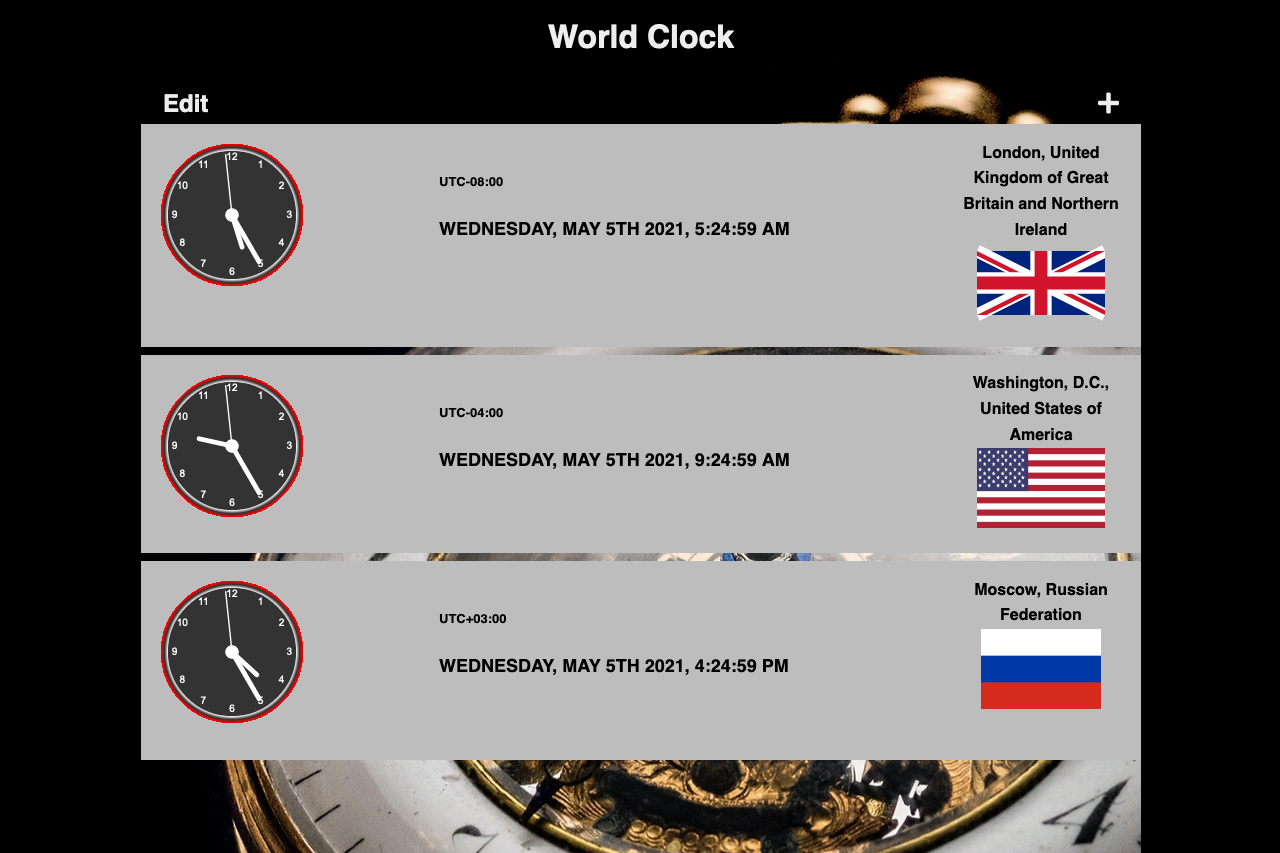 World Clock
Edit
+
12
11
1
10
2
9
3
8
4
7
5
6
UTC-08:00
WEDNESDAY, MAY 5TH 2021, 5:24:59 AM
London, United
Kingdom of Great
Britain and Northern
Ireland
12
11
1
10
2
9
3
8
4
7
5
6
UTC-04:00
WEDNESDAY, MAY 5TH 2021, 9:24:59 AM
Washington, D.C.,
United States of
America
12
11
1
10
2
9
3
8
4
7
5
6
UTC+03:00
WEDNESDAY, MAY 5TH 2021, 4:24:59 PM
Moscow, Russian
Federation
4